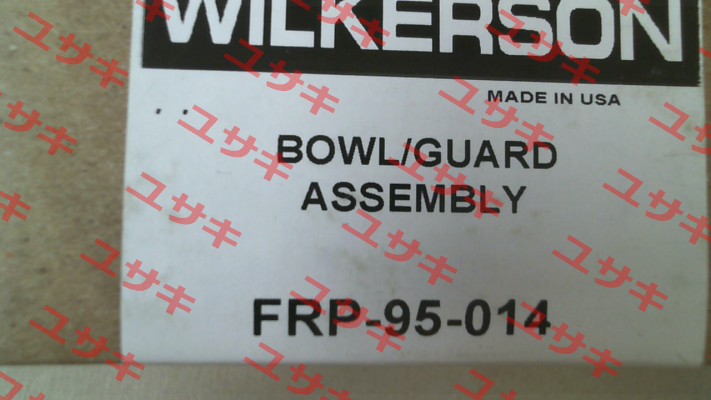 WILKERSON
MADE IN USA
BOWL/GUARD
ASSEMBLY
FRP-95-014
ユサキ